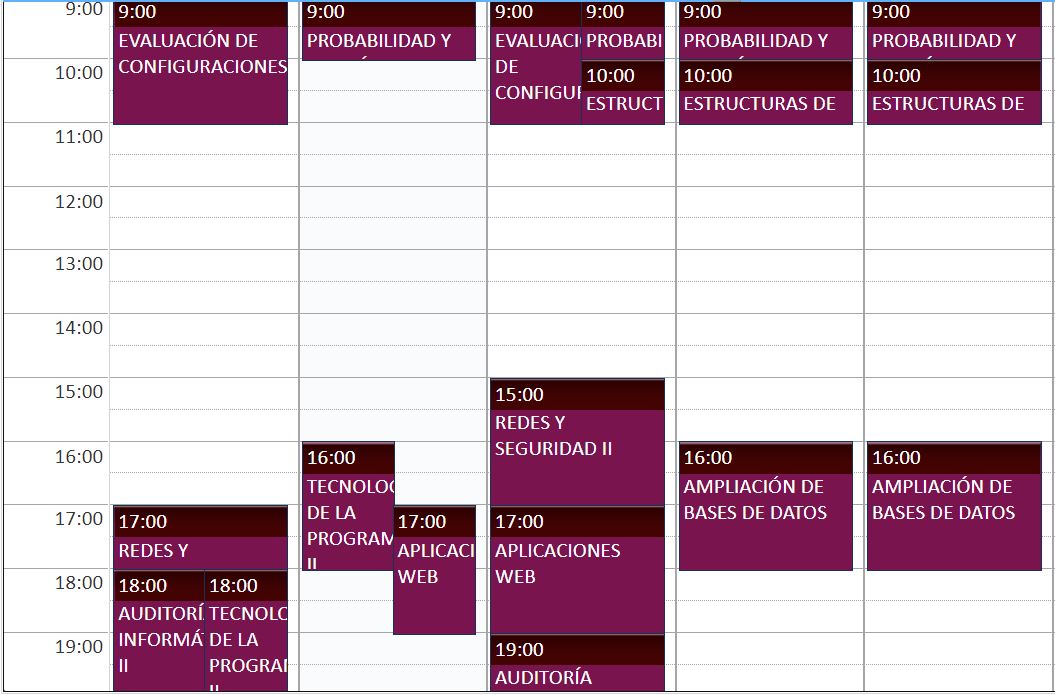 9:00
10:00
11:00
12:00
13:00
14:00
15:00
16:00
17:00
18:00
19:00
9:00
EVALUACIÓN DE
CONFIGURACIONES
17:00
REDES Y
18:00
AUDITORÍ
INFORMÁT
II
18:00
TECNOLO
DE LA
PROGRAM
9:00
PROBABILIDAD Y
16:00
TECNOLOG
DE LA
PROGRAM
II
17:00
APLICACI
WEB
9:00
EVALUACI
DE
CONFIGUR
9:00
PROBABI
10:00
ESTRUCT
15:00
REDES Y
SEGURIDAD II
17:00
APLICACIONES
WEB
19:00
AUDITORÍA
9:00
PROBABILIDAD Y
10:00
ESTRUCTURAS DE
16:00
AMPLIACIÓN DE
BASES DE DATOS
9:00
PROBABILIDAD Y
10:00
ESTRUCTURAS DE
16:00
AMPLIACIÓN DE
BASES DE DATOS